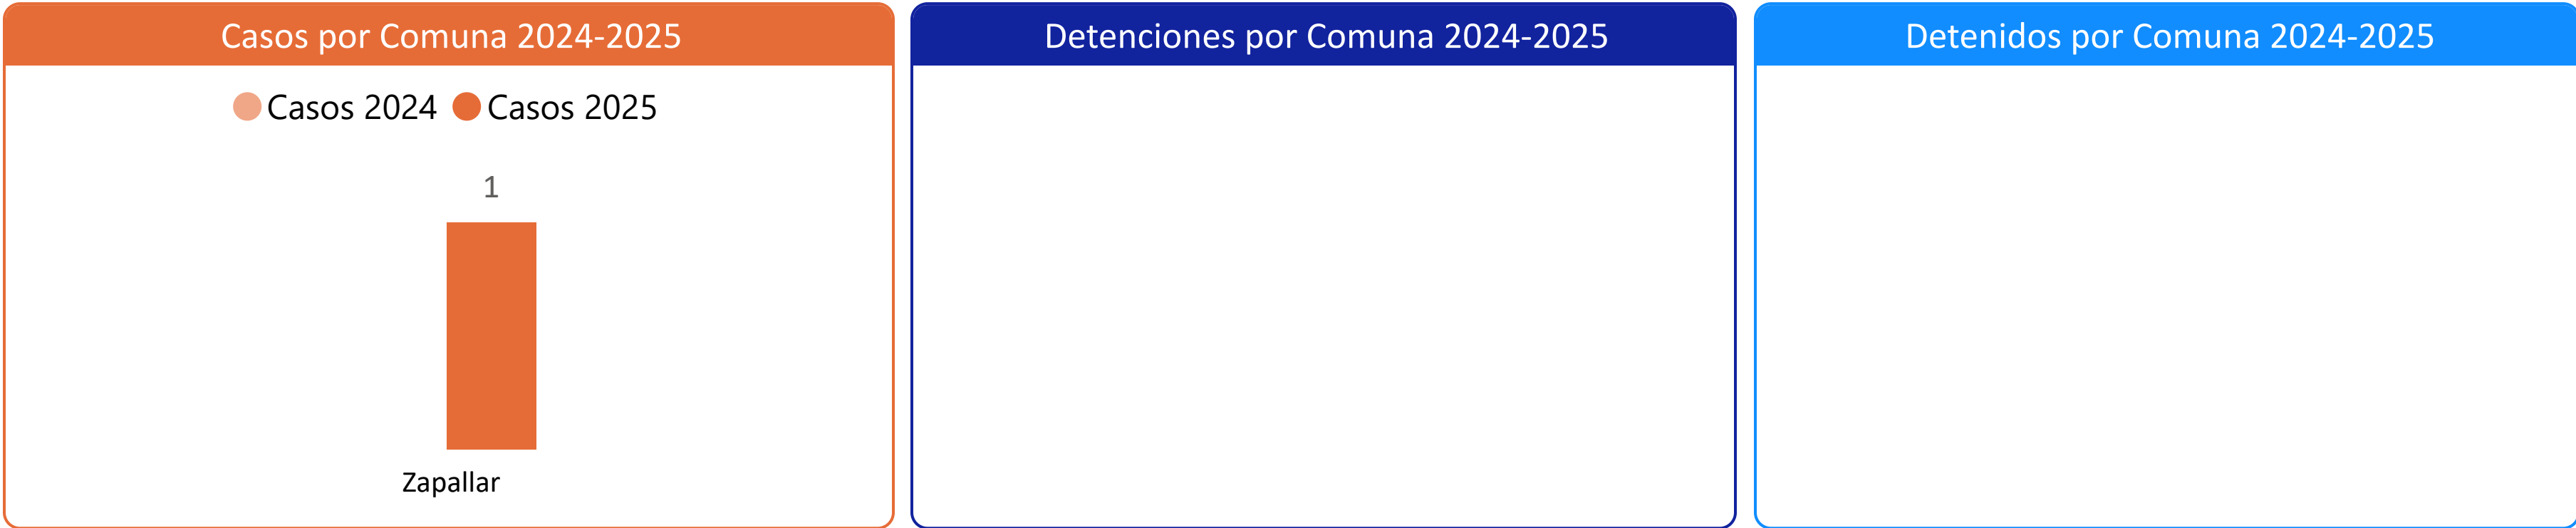 Casos por Comuna 2024-2025
Casos 2024 Casos 2025
1
Zapallar
Detenciones por Comuna 2024-2025
Detenidos por Comuna 2024-2025